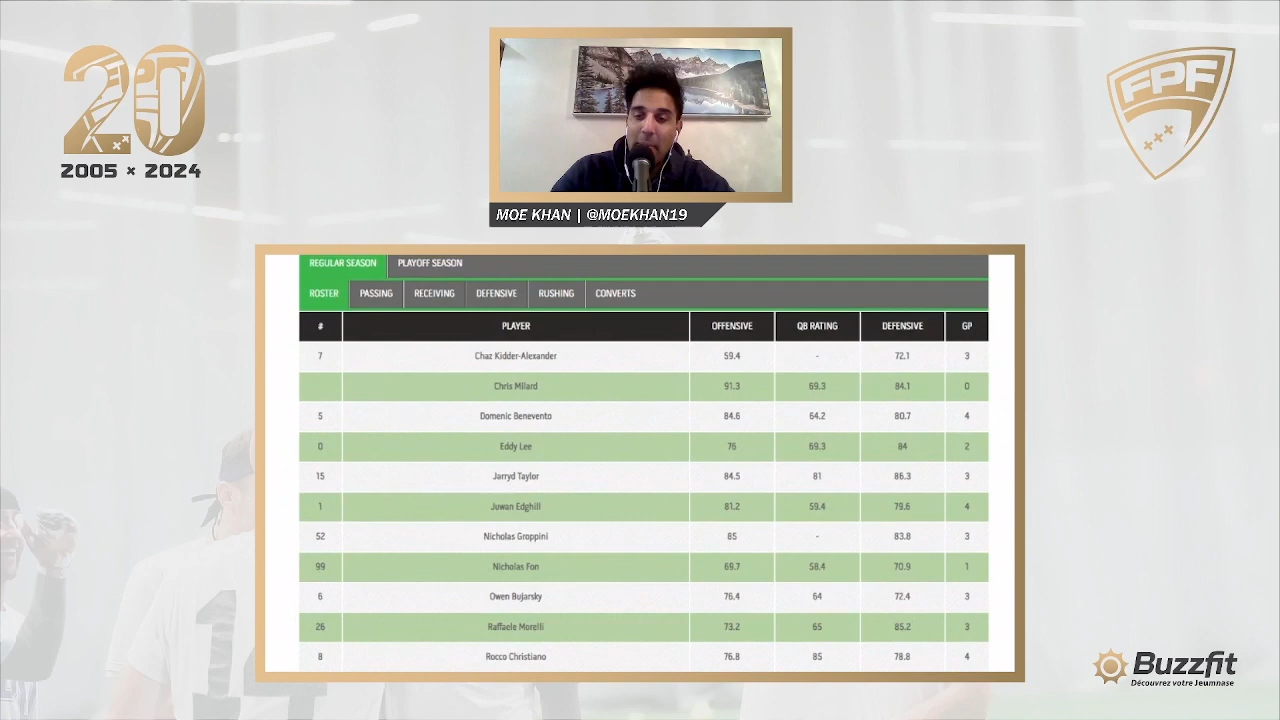 20
2005 × 2024
FPF
MOE KHAN | @MOEKHAN19
REGULAR SEASON PLAYOFF SEASON
ROSTER PASSING RECEIVING DEFENSIVE RUSHING CONVERTS
# PLAYER OFFENSIVE QB RATING DEFENSIVE GP
7 Chaz Kidder-Alexander 59.4 - 72.1 3
Chris Milard 91.3 69.3 84.1 0
5 Domenic Benevento 84.6 64.2 80.7 4
0 Eddy Lee 76 69.3 84 2
15 Jarryd Taylor 84.5 81 86.3 3
1 Juwan Edghill 81.2 59.4 79.6 4
52 Nicholas Groppini 85 - 83.8 3
99 Nicholas Fon 69.7 58.4 70.9 1
6 Owen Bujarsky 76.4 64 72.4 3
26 Raffaele Morelli 73.2 65 85.2 3
8 Rocco Christiano 76.8 85 78.8 4
Buzzfit
Découvrez votre Jeumnase